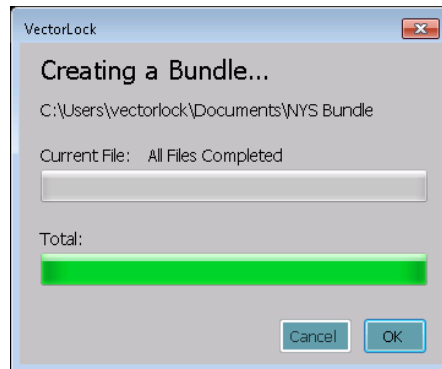 VectorLock
Creating a Bundle...
C:\Users\vectorlock\Documents\NYS Bundle
Current File: All Files Completed
Total:
Cancel OK